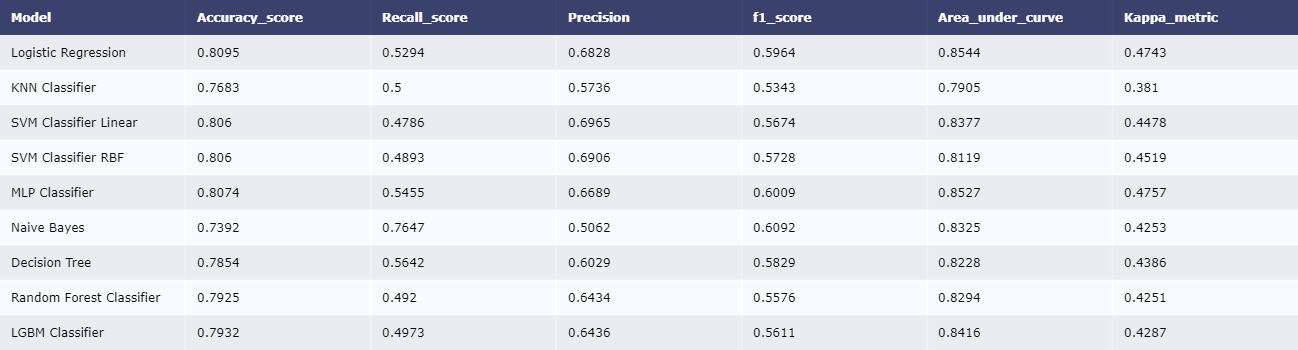 Model Accuracy_score Recall_score Precision f1_score Area_under_curve Kappa_metric
Logistic Regression 0.8095 0.5294 0.6828 0.5964 0.8544 0.4743
KNN Classifier 0.7683 0.5 0.5736 0.5343 0.7905 0.381
SVM Classifier Linear 0.806 0.4786 0.6965 0.5674 0.8377 0.4478
SVM Classifier RBF 0.806 0.4893 0.6906 0.5728 0.8119 0.4519
MLP Classifier 0.8074 0.5455 0.6689 0.6009 0.8527 0.4757
Naive Bayes 0.7392 0.7647 0.5062 0.6092 0.8325 0.4253
Decision Tree 0.7854 0.5642 0.6029 0.5829 0.8228 0.4386
Random Forest Classifier 0.7925 0.492 0.6434 0.5576 0.8294 0.4251
LGBM Classifier 0.7932 0.4973 0.6436 0.5611 0.8416 0.4287